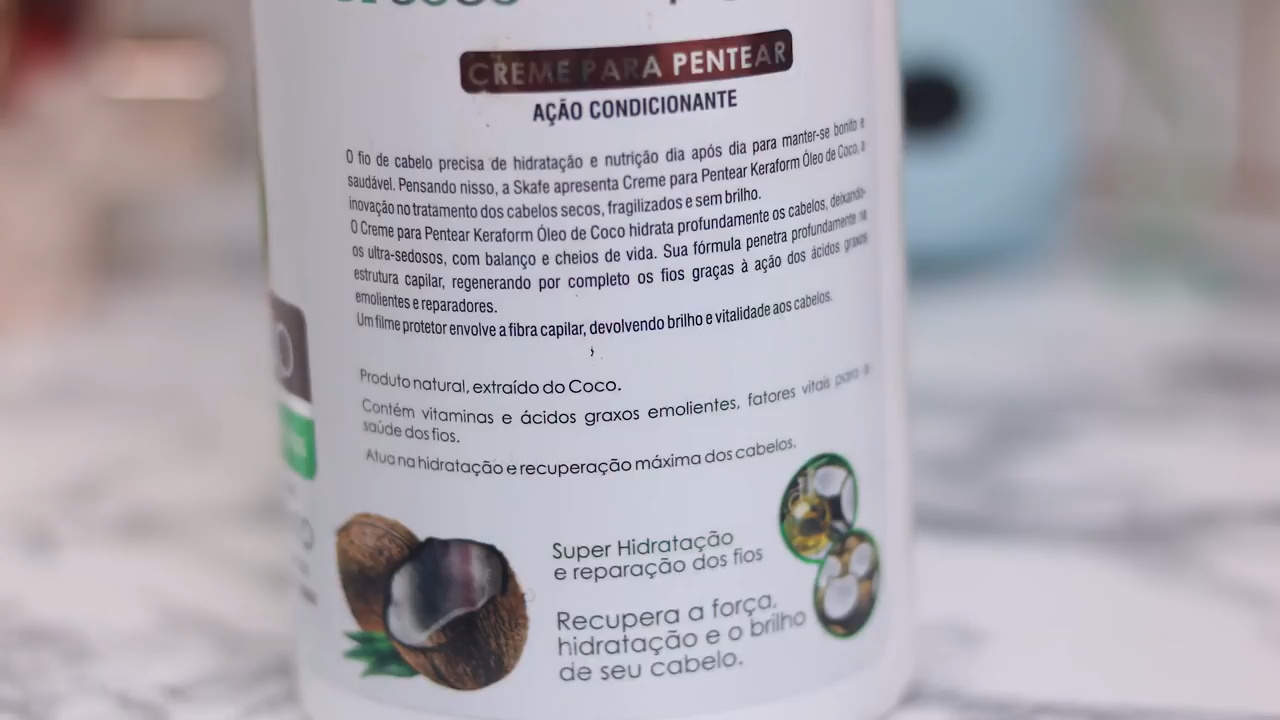 CREME PARA PENTEAR
AÇÃO CONDICIONANTE
O fio de cabelo precisa de hidratação e nutrição dia após dia para manter-se bonito e
saudável. Pensando nisso, a Skafe apresenta Creme para Pentear Keraform Óleo de Coco, a
inovação no tratamento dos cabelos secos, fragilizados e sem brilho.
O Creme para Pentear Keraform Óleo de Coco hidrata profundamente os cabelos, deixando-
os ultra-sedosos, com balanço e cheios de vida. Sua fórmula penetra profundamente na
estrutura capilar, regenerando por completo os fios graças à ação dos ácidos graxos
emolientes e reparadores.
Um filme protetor envolve a fibra capilar, devolvendo brilho e vitalidade aos cabelos.
Produto natural, extraído do Coco.
Contém vitaminas e ácidos graxos emolientes, fatores vitais para a
saúde dos fios.
Atua na hidratação e recuperação máxima dos cabelos.
Super Hidratação
e reparação dos fios
Recupera a força,
hidratação e o brilho
de seu cabelo.